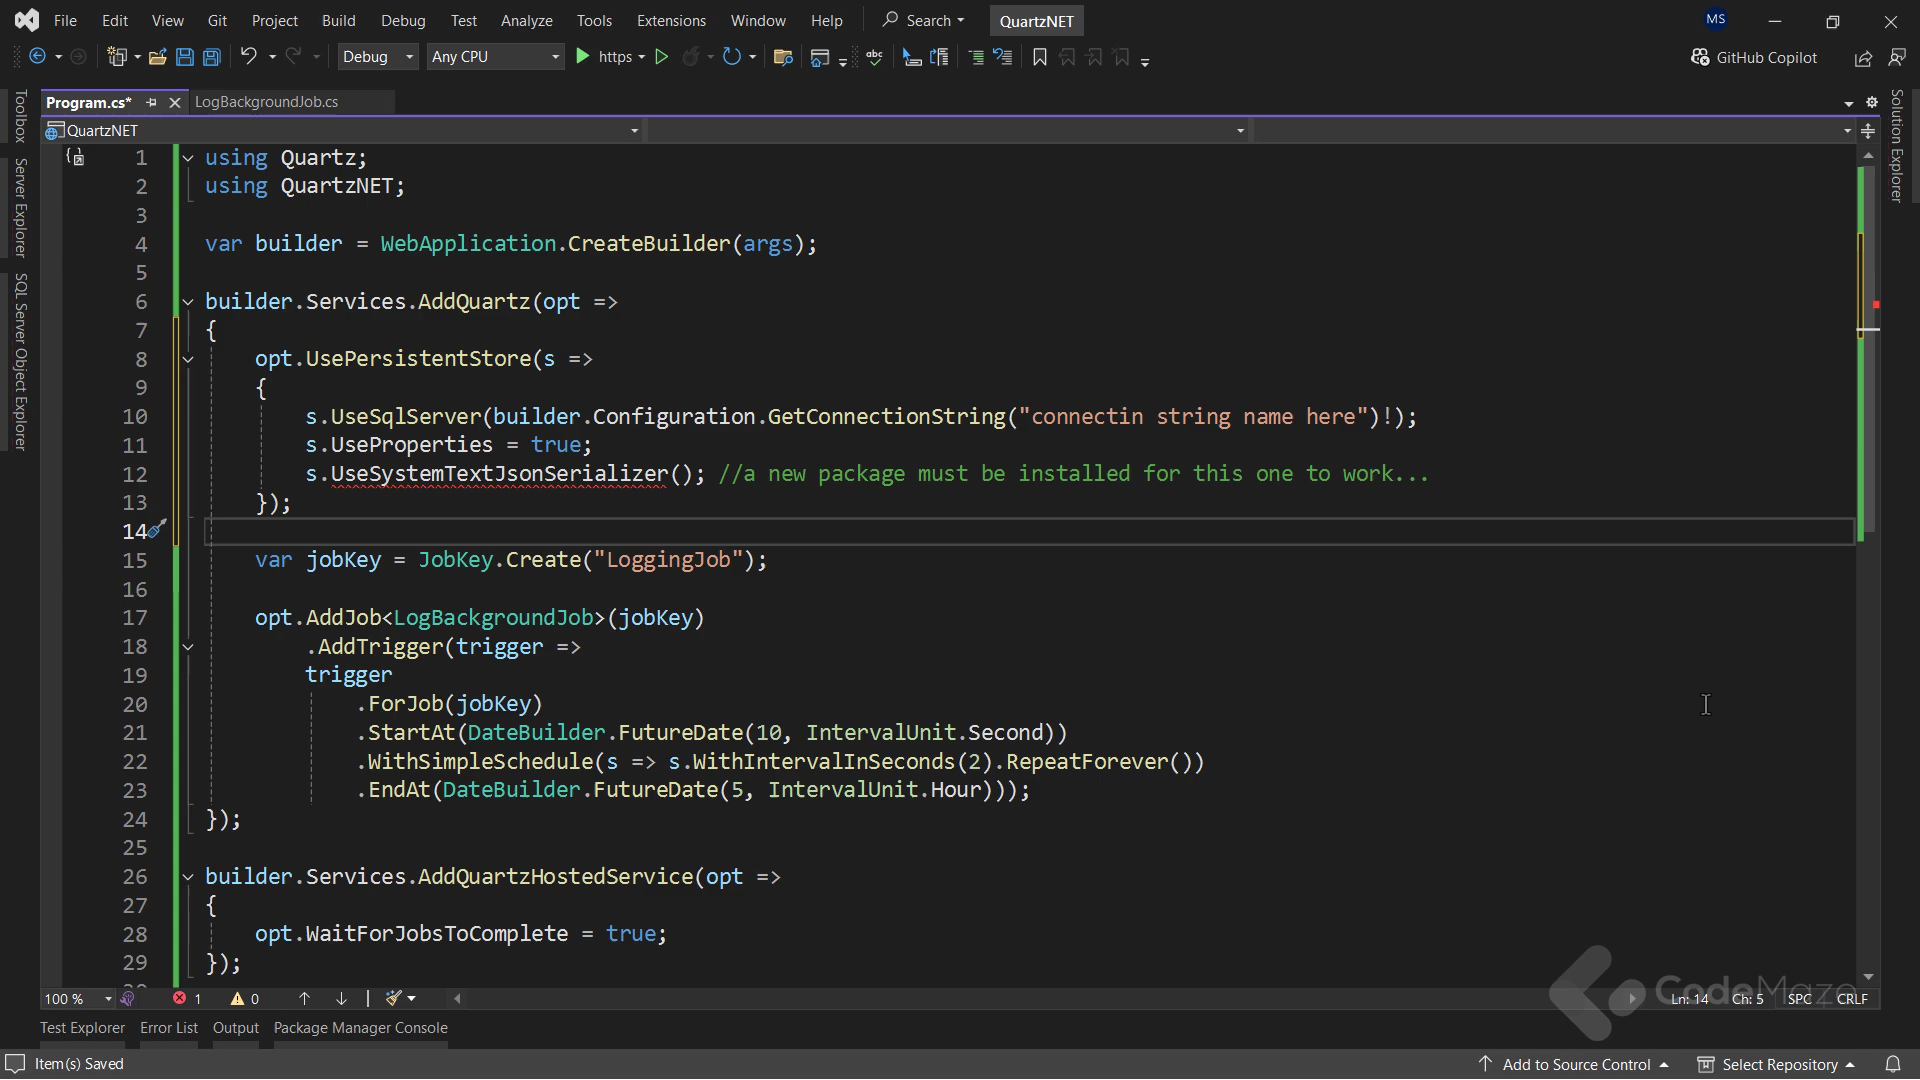 File Edit View Git Project Build Debug Test Analyze Tools Extensions Window Help Search QuartzNET MS
Debug Any CPU https GitHub Copilot
Program.cs* LogBackgroundJob.cs
QuartzNET
Toolbox
Server Explorer
SQL Server Object Explorer
Solution Explorer
1 using Quartz;
2 using QuartzNET;
3
4 var builder = WebApplication.CreateBuilder(args);
5
6 builder.Services.AddQuartz(opt =>
7 {
8 opt.UsePersistentStore(s =>
9 {
10 s.UseSqlServer(builder.Configuration.GetConnectionString("connectin string name here")!);
11 s.UseProperties = true;
12 s.UseSystemTextJsonSerializer(); //a new package must be installed for this one to work...
13 });
14
15 var jobKey = JobKey.Create("LoggingJob");
16
17 opt.AddJob<LogBackgroundJob>(jobKey)
18 .AddTrigger(trigger =>
19 trigger
20 .ForJob(jobKey)
21 .StartAt(DateBuilder.FutureDate(10, IntervalUnit.Second))
22 .WithSimpleSchedule(s => s.WithIntervalInSeconds(2).RepeatForever())
23 .EndAt(DateBuilder.FutureDate(5, IntervalUnit.Hour)));
24 });
25
26 builder.Services.AddQuartzHostedService(opt =>
27 {
28 opt.WaitForJobsToComplete = true;
29 });
CodeMaze
100 % 1 0 Ln: 14 Ch: 5 SPC CRLF
Test Explorer Error List Output Package Manager Console
Item(s) Saved Add to Source Control Select Repository